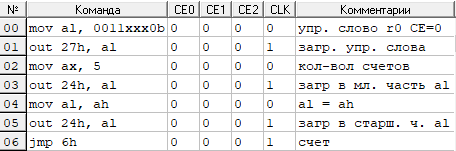 № Команда CE0 CE1 CE2 CLK Комментарии
00 mov al, 0011xxx0b 0 0 0 0 упр. слово r0 CE=0
01 out 27h, al 0 0 0 1 загр. упр. слова
02 mov ax, 5 0 0 0 0 кол-вол счетов
03 out 24h, al 0 0 0 1 загр в мл. часть al
04 mov al, ah 0 0 0 0 al = ah
05 out 24h, al 0 0 0 1 загр в старш. ч. al
06 jmp 6h 0 0 0 1 счет